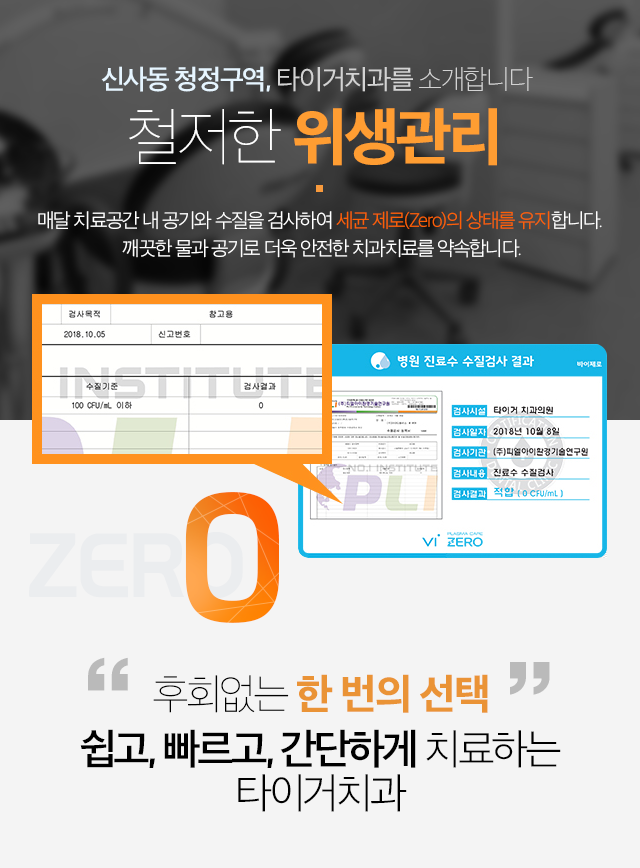 신사동 청정구역, 타이거치과를 소개합니다
철저한 위생관리
매달 치료공간 내 공기와 수질을 검사하여 세균 제로(Zero)의 상태를 유지합니다.
깨끗한 물과 공기로 더욱 안전한 치과치료를 약속합니다.
검사목적 참고용
2018.10.05 신고번호
INSTITUTE
수질기준 검사결과
100 CFU/mL 이하 0
병원 진료수 수질검사 결과 바이제로
검사시설 타이거 치과의원
검사일자 2018년 10월 8일
검사기관 (주)피엘아이환경기술연구원
검사내용 진료수 수질검사
검사결과 적합 ( 0 CFU/mL )
NO.1 INSTITUTE
PLI
Vi PLASMA CARE ZERO
ZERO
0
“ 후회없는 한 번의 선택 ”
쉽고, 빠르고, 간단하게 치료하는
타이거치과